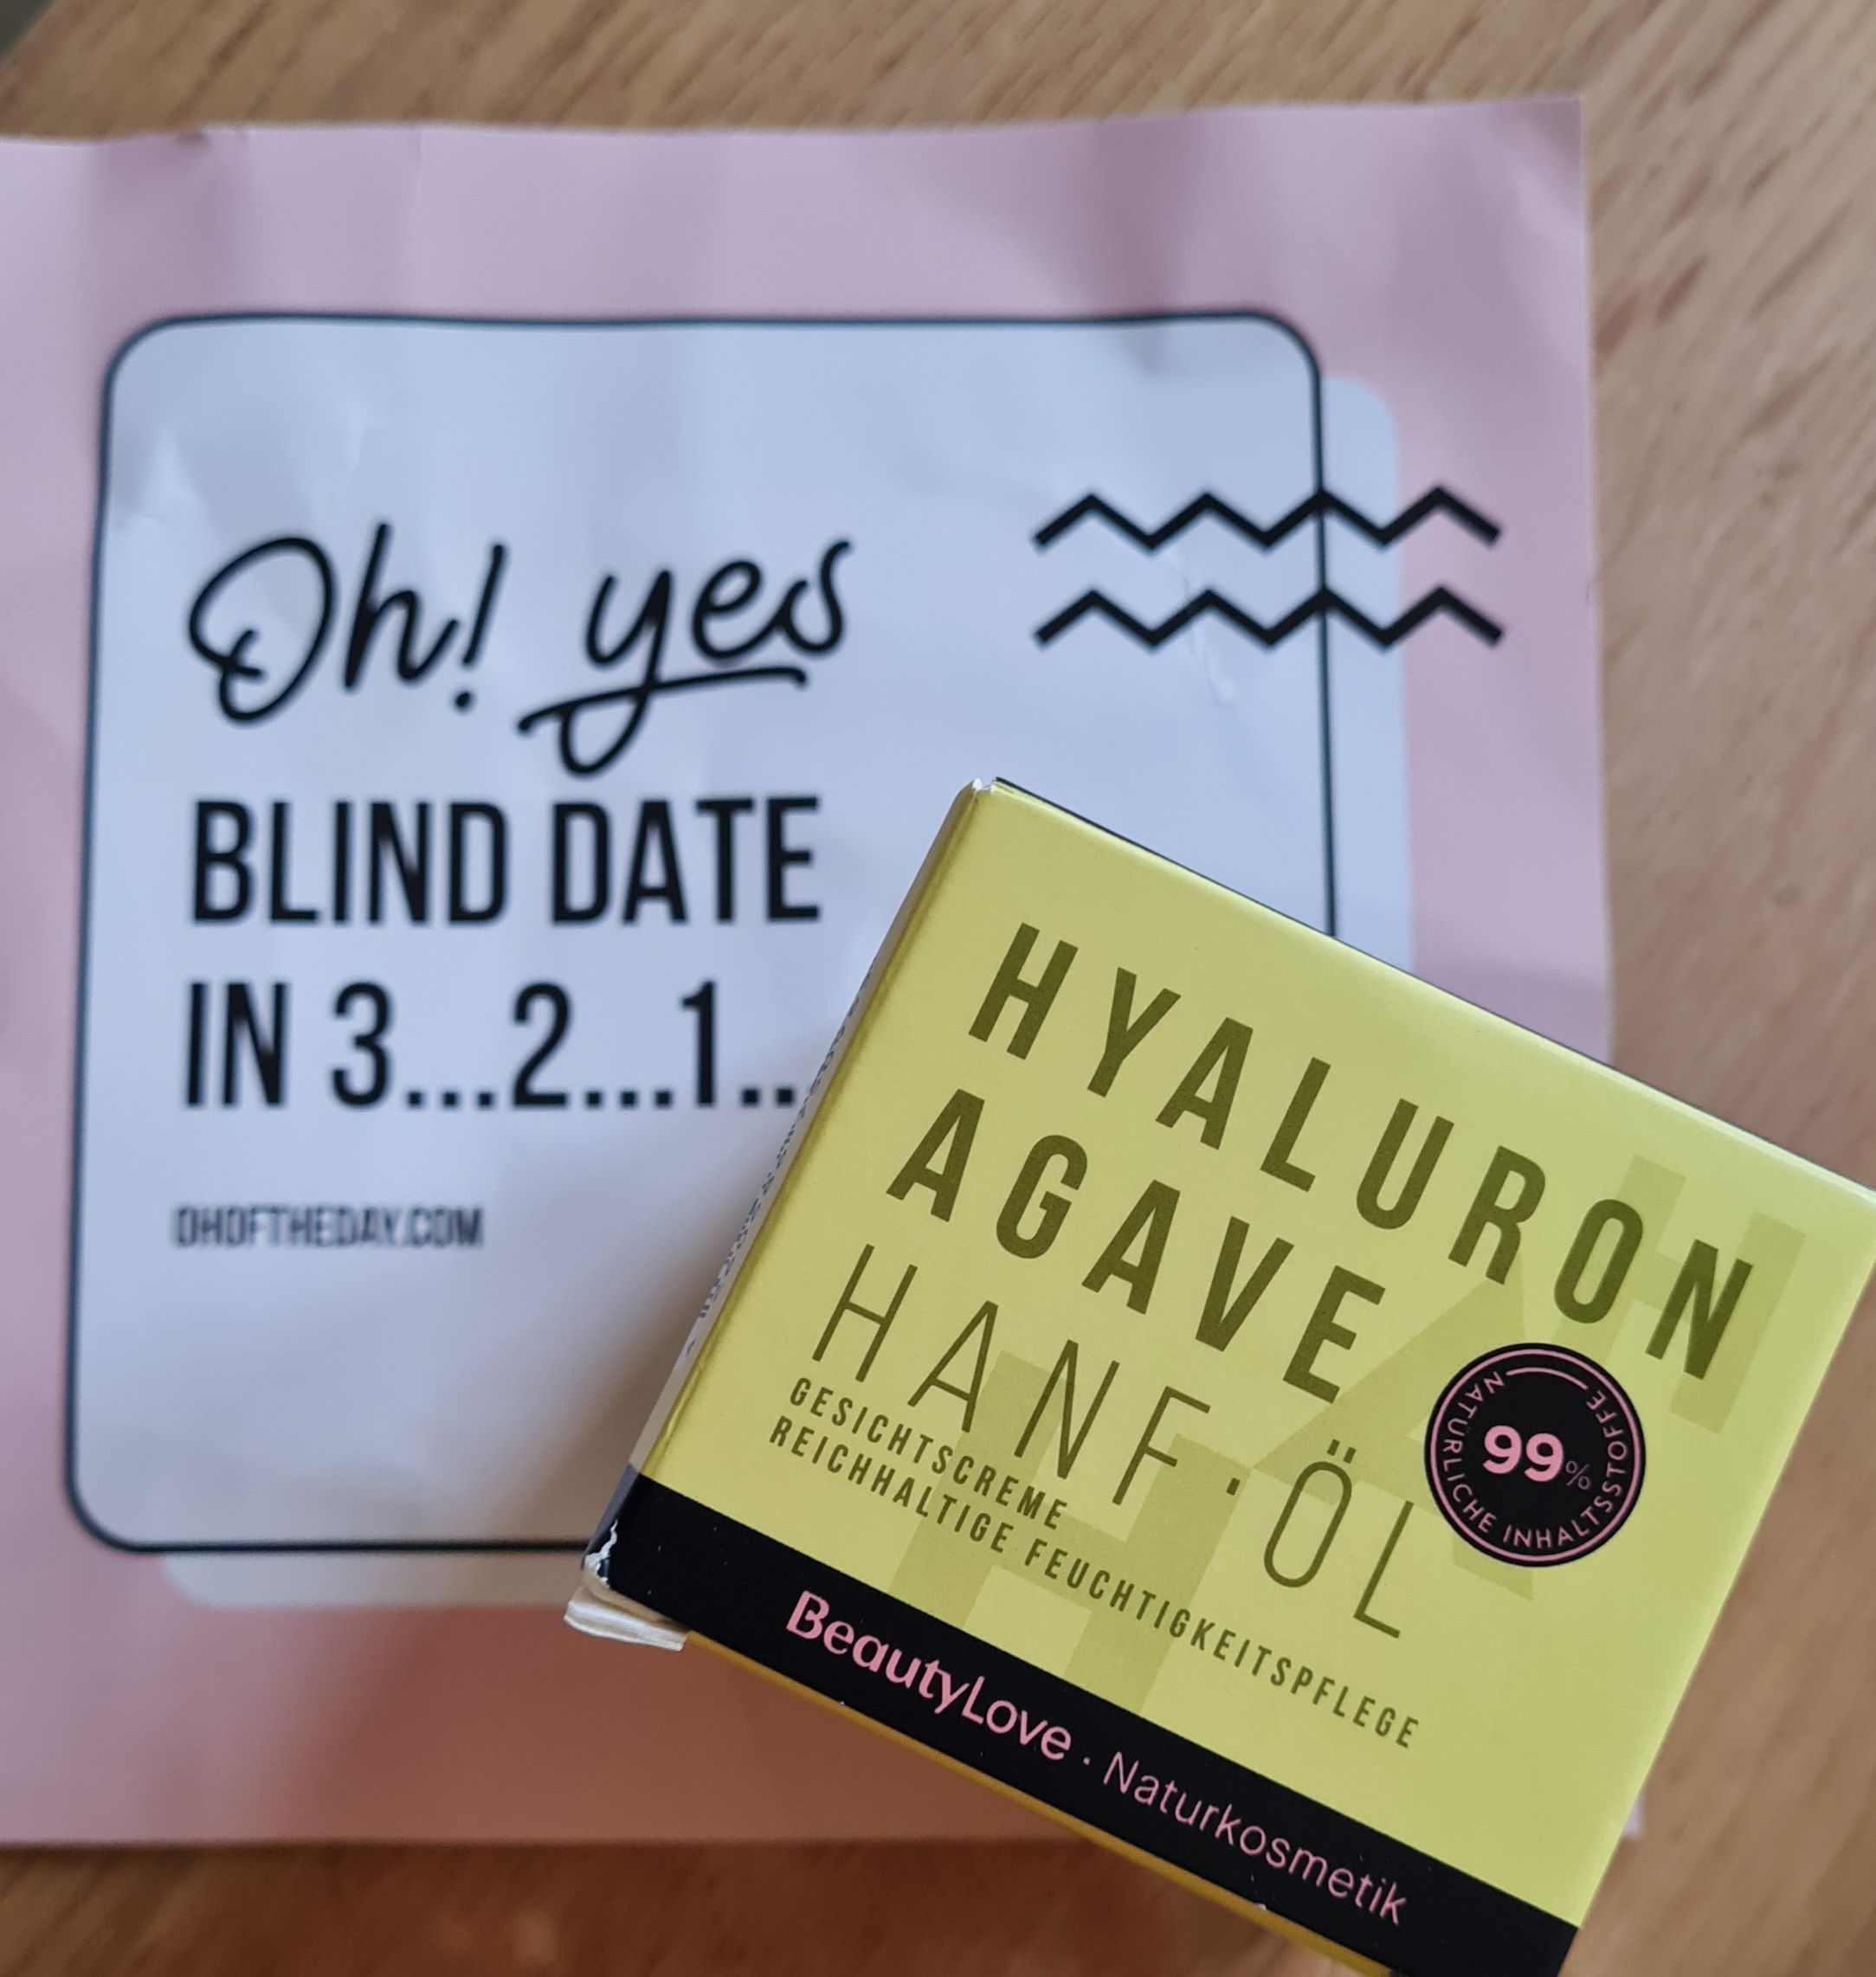 Oh! yes
BLIND DATE
IN 3...2...1..
OHOFTHEDAY.COM
HYALURON
AGAVE
HANF·ÖL
GESICHTSCREME
REICHHALTIGE FEUCHTIGKEITSPFLEGE
NATÜRLICHE INHALTSSTOFFE
99%
BeautyLove · Naturkosmetik